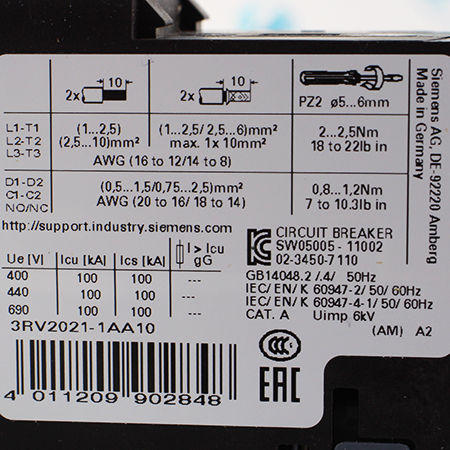 10
2x
10
2x
PZ2 ø5...6mm
L1-T1
L2-T2
L3-T3
(1...2,5)
(2,5...10)mm²
(1...2,5/ 2,5...6)mm²
max. 1x 10mm²
AWG (16 to 12/14 to 8)
2...2,5Nm
18 to 22lb in
D1-D2
C1-C2
NO/NC
(0,5...1,5/0,75...2,5)mm²
AWG (20 to 16/ 18 to 14)
0,8...1,2Nm
7 to 10.3lb in
Siemens AG, DE-92220 Amberg
Made in Germany
http://support.industry.siemens.com/
Ue [V] Icu [kA] Ics [kA] I > Icu gG
400 100 100 ---
440 100 100 ---
690 100 100 ---
3RV2021-1AA10
CIRCUIT BREAKER
SW05005 - 11002
02-3450-7110
GB14048.2 /.4/ 50Hz
IEC/ EN/ K 60947-2/ 50/ 60Hz
IEC/ EN/ K 60947-4-1/ 50/ 60Hz
CAT. A Uimp 6kV
(AM) A2
CCC
EAC
4 011209 902848